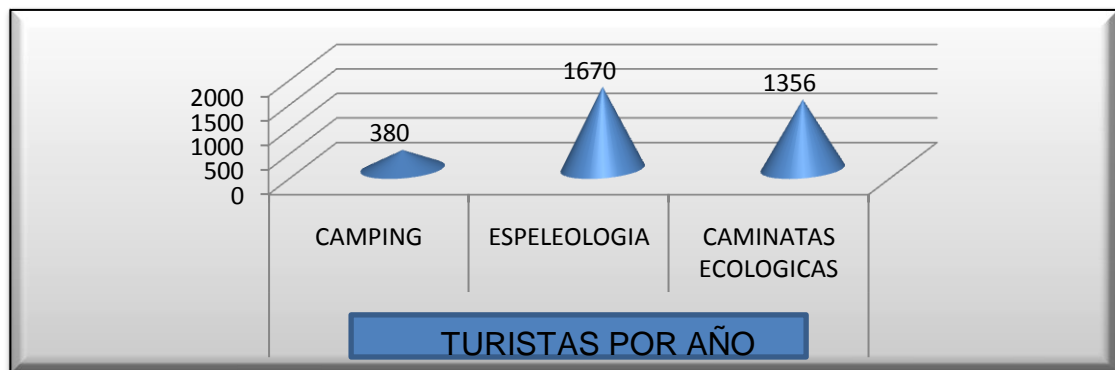 2000
1500
1000
500
0
380
1670
1356
CAMPING
ESPELEOLOGIA
CAMINATAS
ECOLOGICAS
TURISTAS POR AÑO